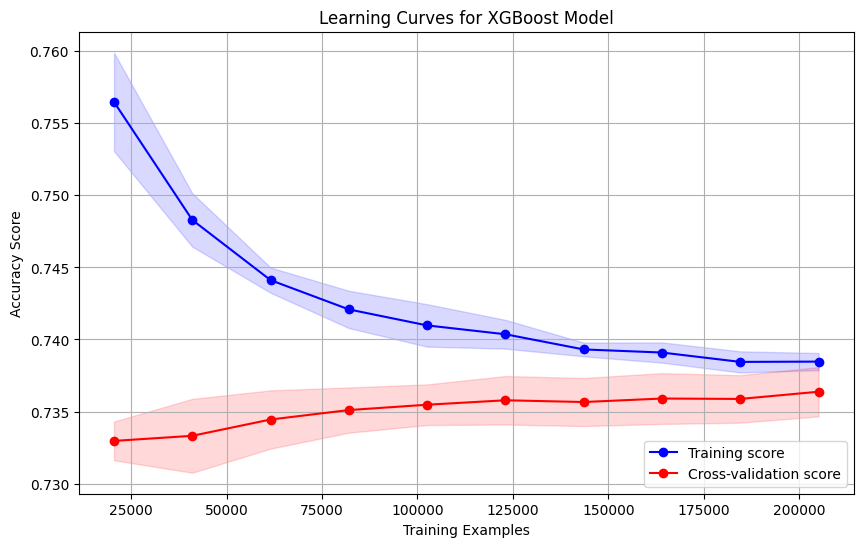 Learning Curves for XGBoost Model
0.760
0.755
0.750
0.745
0.740
0.735
0.730
Accuracy Score
Training score
Cross-validation score
25000 50000 75000 100000 125000 150000 175000 200000
Training Examples